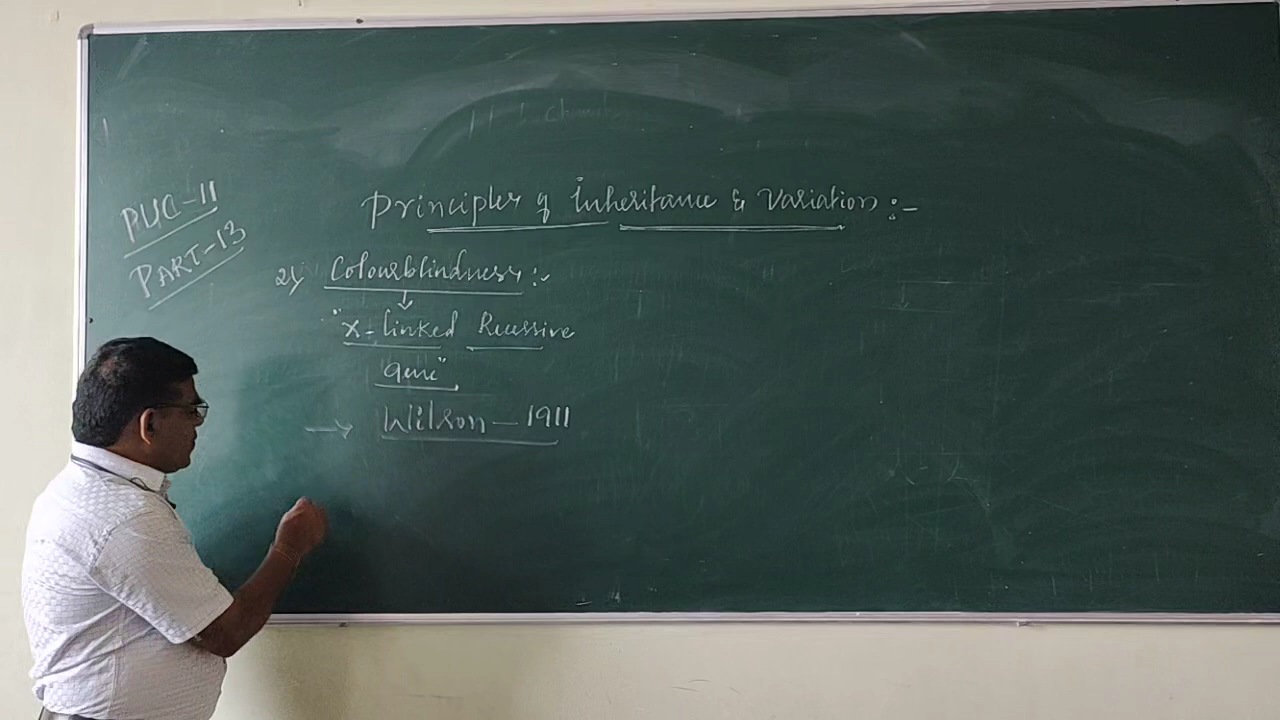 PUC-II
PART-13
Principles of Inheritance & Variation :-
2) Colourblindness :-
"X-linked Recessive
gene"
→ Wilson - 1911